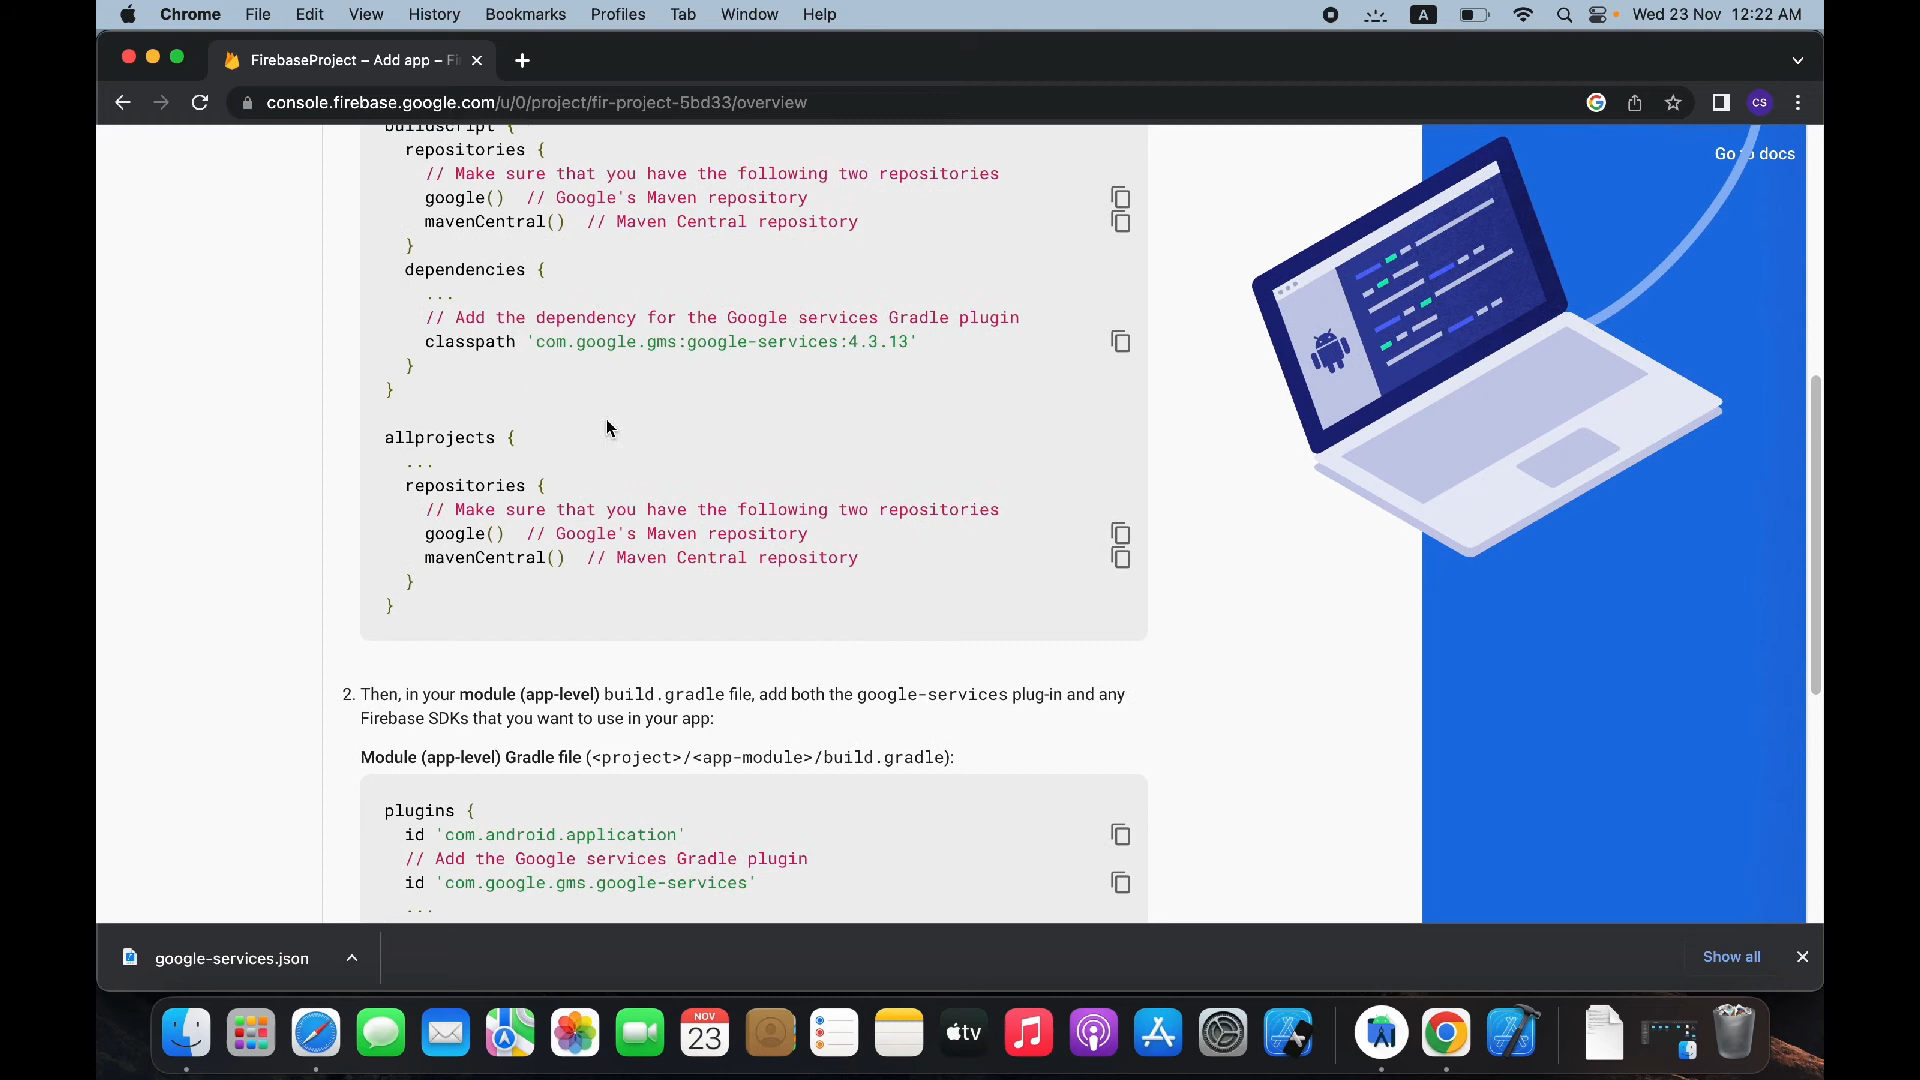 Chrome File Edit View History Bookmarks Profiles Tab Window Help A Wed 23 Nov 12:22 AM
FirebaseProject – Add app – Fi
console.firebase.google.com/u/0/project/fir-project-5bd33/overview CS
Go to docs
buildscript {
repositories {
// Make sure that you have the following two repositories
google() // Google's Maven repository
mavenCentral() // Maven Central repository
}
dependencies {
...
// Add the dependency for the Google services Gradle plugin
classpath 'com.google.gms:google-services:4.3.13'
}
}
allprojects {
...
repositories {
// Make sure that you have the following two repositories
google() // Google's Maven repository
mavenCentral() // Maven Central repository
}
}
2. Then, in your module (app-level) build.gradle file, add both the google-services plug-in and any
Firebase SDKs that you want to use in your app:
Module (app-level) Gradle file (<project>/<app-module>/build.gradle):
plugins {
id 'com.android.application'
// Add the Google services Gradle plugin
id 'com.google.gms.google-services'
...
google-services.json Show all
NOV
23
tv